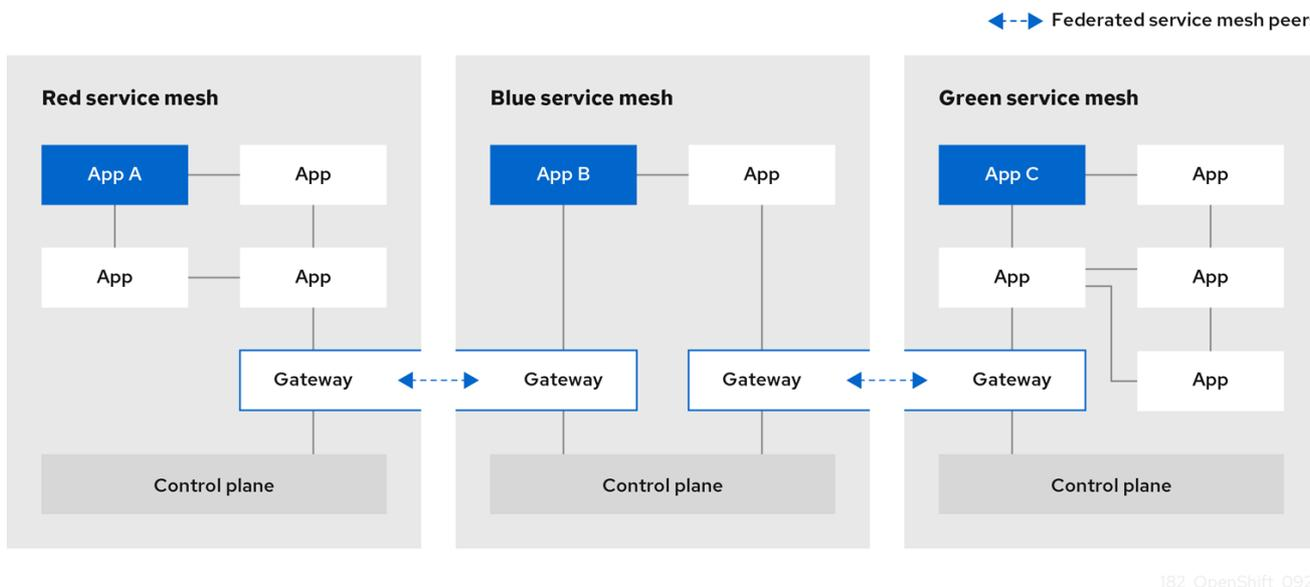 Federated service mesh peer
Red service mesh
Blue service mesh
Green service mesh
App A
App
App B
App
App C
App
App
App
App
App
Gateway
Gateway
Gateway
Gateway
App
Control plane
Control plane
Control plane
182_OpenShift_092